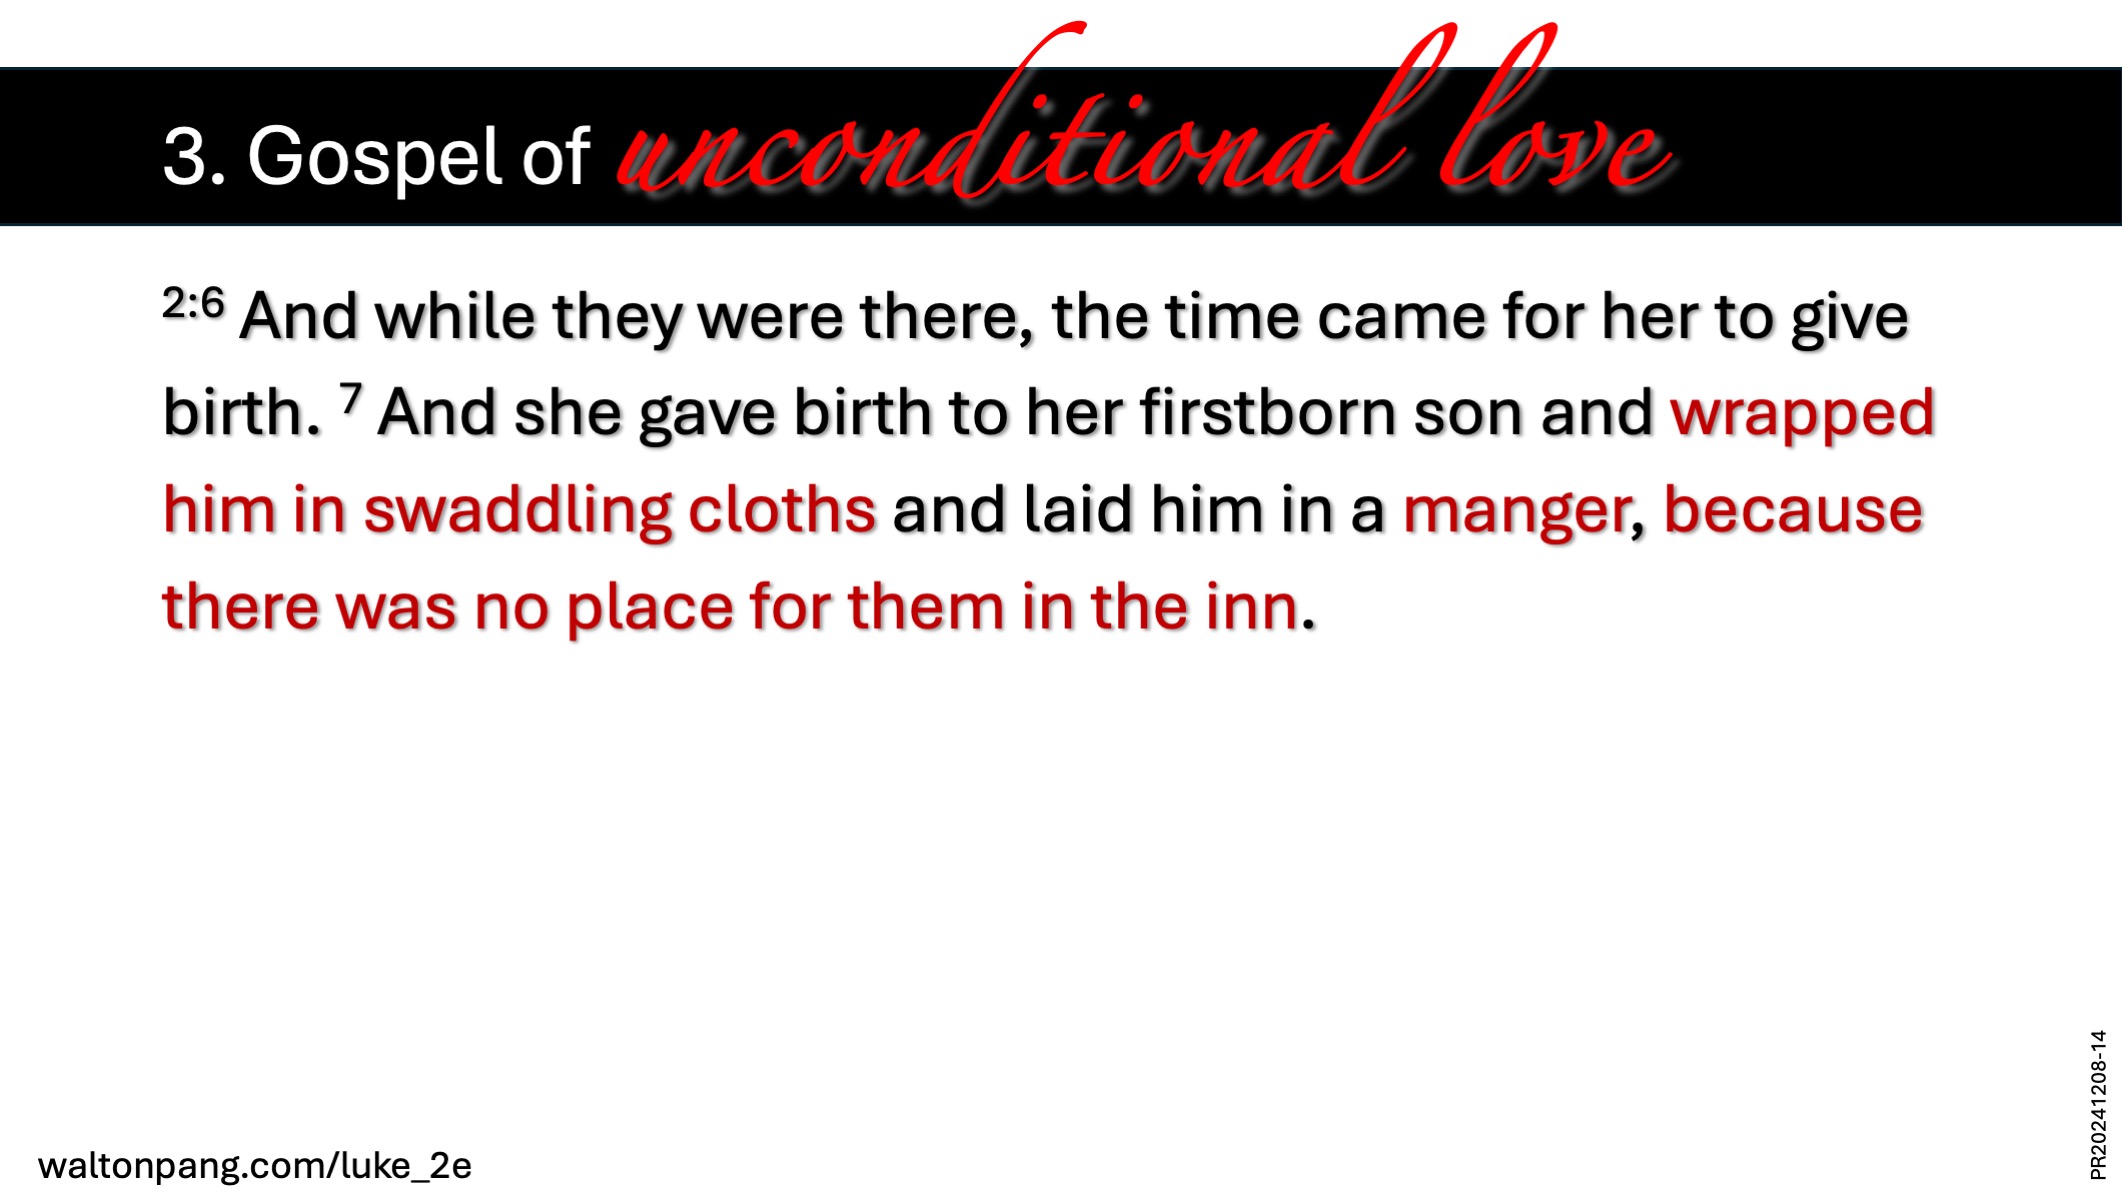 3. Gospel of unconditional love
2:6 And while they were there, the time came for her to give
birth. 7 And she gave birth to her firstborn son and wrapped
him in swaddling cloths and laid him in a manger, because
there was no place for them in the inn.
waltonpang.com/luke_2e
PR20241208-14